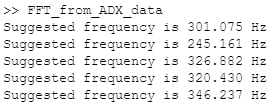 >> FFT_from_ADX_data
Suggested frequency is 301.075 Hz
Suggested frequency is 245.161 Hz
Suggested frequency is 326.882 Hz
Suggested frequency is 320.430 Hz
Suggested frequency is 346.237 Hz